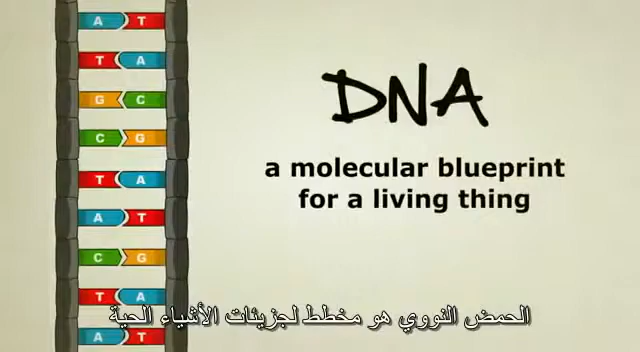 A T
T A
G C
C G
T A
A T
C G
T A
A T
DNA
a molecular blueprint
for a living thing
الحمض النووي هو مخطط لجزيئات الأشياء الحية